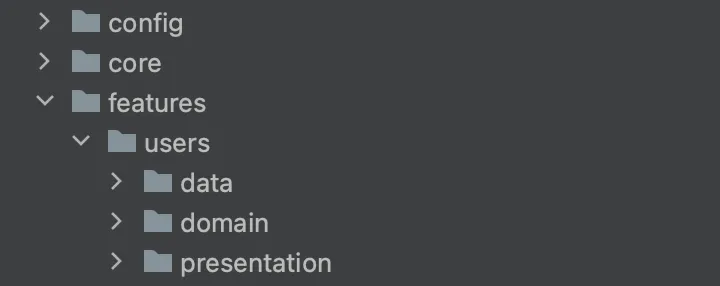 config
core
features
users
data
domain
presentation